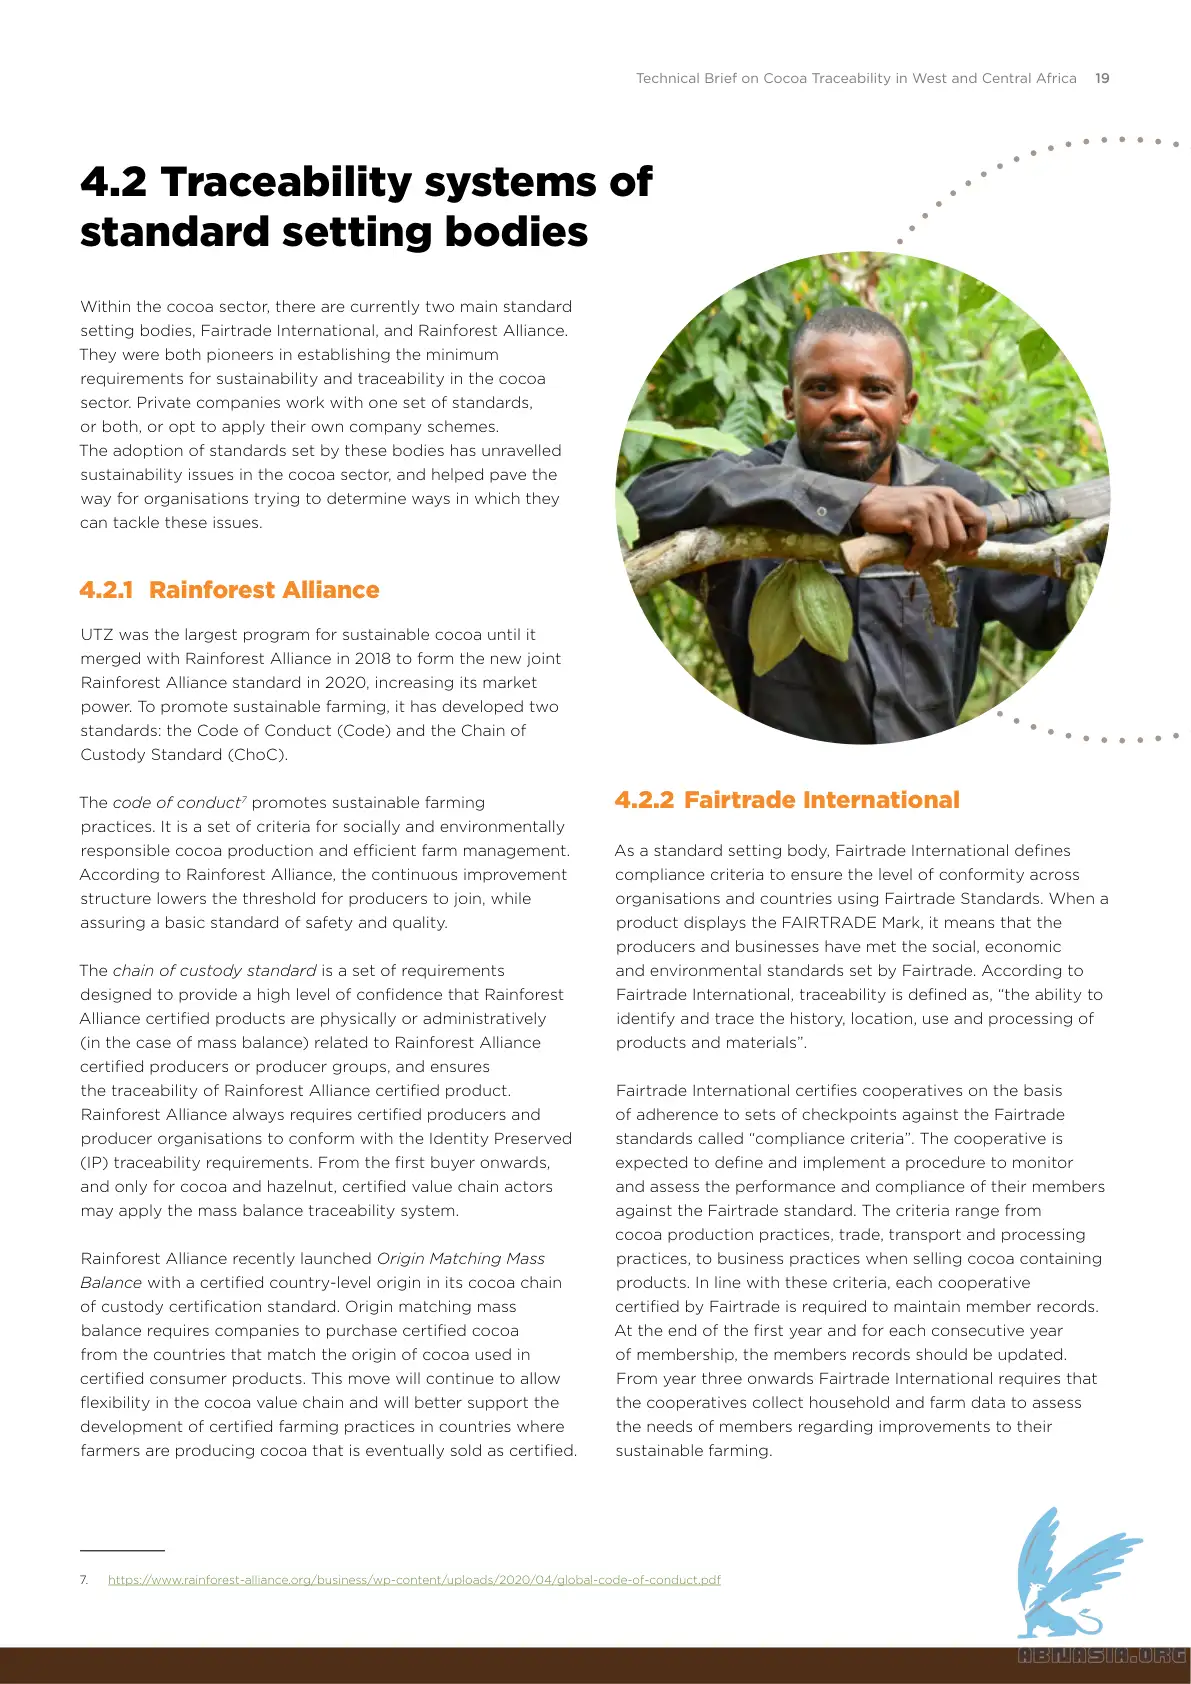 Technical Brief on Cocoa Traceability in West and Central Africa 19
4.2 Traceability systems of
standard setting bodies
Within the cocoa sector, there are currently two main standard
setting bodies, Fairtrade International, and Rainforest Alliance.
They were both pioneers in establishing the minimum
requirements for sustainability and traceability in the cocoa
sector. Private companies work with one set of standards,
or both, or opt to apply their own company schemes.
The adoption of standards set by these bodies has unravelled
sustainability issues in the cocoa sector, and helped pave the
way for organisations trying to determine ways in which they
can tackle these issues.
4.2.1 Rainforest Alliance
UTZ was the largest program for sustainable cocoa until it
merged with Rainforest Alliance in 2018 to form the new joint
Rainforest Alliance standard in 2020, increasing its market
power. To promote sustainable farming, it has developed two
standards: the Code of Conduct (Code) and the Chain of
Custody Standard (ChoC).
The code of conduct7 promotes sustainable farming
practices. It is a set of criteria for socially and environmentally
responsible cocoa production and efficient farm management.
According to Rainforest Alliance, the continuous improvement
structure lowers the threshold for producers to join, while
assuring a basic standard of safety and quality.
The chain of custody standard is a set of requirements
designed to provide a high level of confidence that Rainforest
Alliance certified products are physically or administratively
(in the case of mass balance) related to Rainforest Alliance
certified producers or producer groups, and ensures
the traceability of Rainforest Alliance certified product.
Rainforest Alliance always requires certified producers and
producer organisations to conform with the Identity Preserved
(IP) traceability requirements. From the first buyer onwards,
and only for cocoa and hazelnut, certified value chain actors
may apply the mass balance traceability system.
Rainforest Alliance recently launched Origin Matching Mass
Balance with a certified country-level origin in its cocoa chain
of custody certification standard. Origin matching mass
balance requires companies to purchase certified cocoa
from the countries that match the origin of cocoa used in
certified consumer products. This move will continue to allow
flexibility in the cocoa value chain and will better support the
development of certified farming practices in countries where
farmers are producing cocoa that is eventually sold as certified.
4.2.2 Fairtrade International
As a standard setting body, Fairtrade International defines
compliance criteria to ensure the level of conformity across
organisations and countries using Fairtrade Standards. When a
product displays the FAIRTRADE Mark, it means that the
producers and businesses have met the social, economic
and environmental standards set by Fairtrade. According to
Fairtrade International, traceability is defined as, “the ability to
identify and trace the history, location, use and processing of
products and materials”.
Fairtrade International certifies cooperatives on the basis
of adherence to sets of checkpoints against the Fairtrade
standards called “compliance criteria”. The cooperative is
expected to define and implement a procedure to monitor
and assess the performance and compliance of their members
against the Fairtrade standard. The criteria range from
cocoa production practices, trade, transport and processing
practices, to business practices when selling cocoa containing
products. In line with these criteria, each cooperative
certified by Fairtrade is required to maintain member records.
At the end of the first year and for each consecutive year
of membership, the members records should be updated.
From year three onwards Fairtrade International requires that
the cooperatives collect household and farm data to assess
the needs of members regarding improvements to their
sustainable farming.
7. https://www.rainforest-alliance.org/business/wp-content/uploads/2020/04/global-code-of-conduct.pdf
ABNASIA.ORG